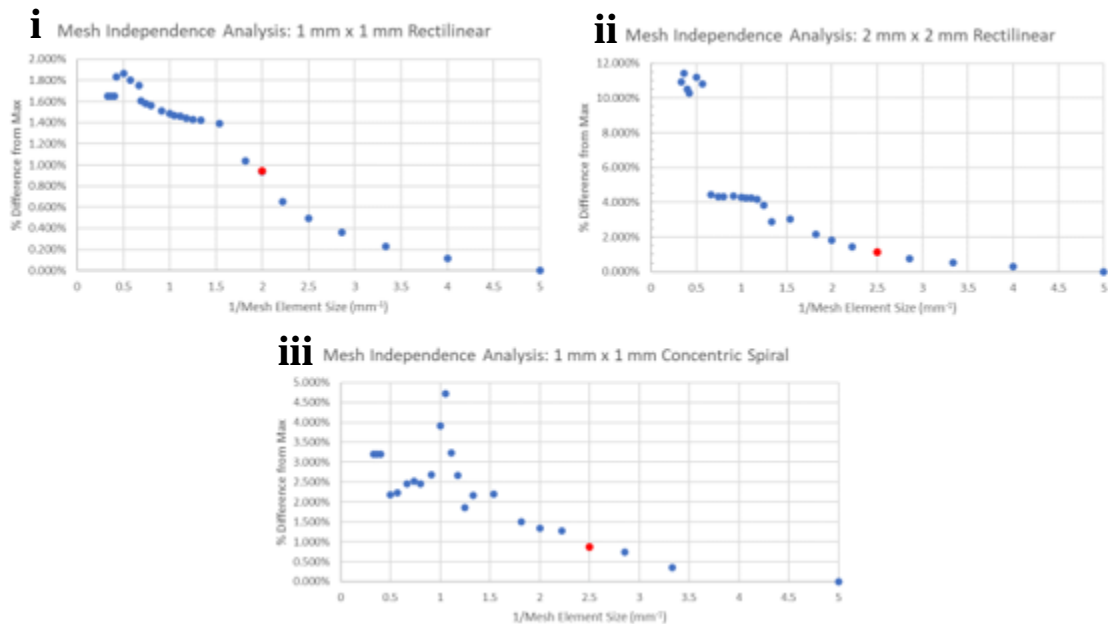 i Mesh Independence Analysis: 1 mm x 1 mm Rectilinear
% Difference from Max
2.000%
1.800%
1.600%
1.400%
1.200%
1.000%
0.800%
0.600%
0.400%
0.200%
0.000%
0 0.5 1 1.5 2 2.5 3 3.5 4 4.5 5
1/Mesh Element Size (mm⁻¹)
ii Mesh Independence Analysis: 2 mm x 2 mm Rectilinear
% Difference from Max
12.000%
10.000%
8.000%
6.000%
4.000%
2.000%
0.000%
0 0.5 1 1.5 2 2.5 3 3.5 4 4.5 5
1/Mesh Element Size (mm⁻¹)
iii Mesh Independence Analysis: 1 mm x 1 mm Concentric Spiral
% Difference from Max
5.000%
4.500%
4.000%
3.500%
3.000%
2.500%
2.000%
1.500%
1.000%
0.500%
0.000%
0 0.5 1 1.5 2 2.5 3 3.5 4 4.5 5
1/Mesh Element Size (mm⁻¹)